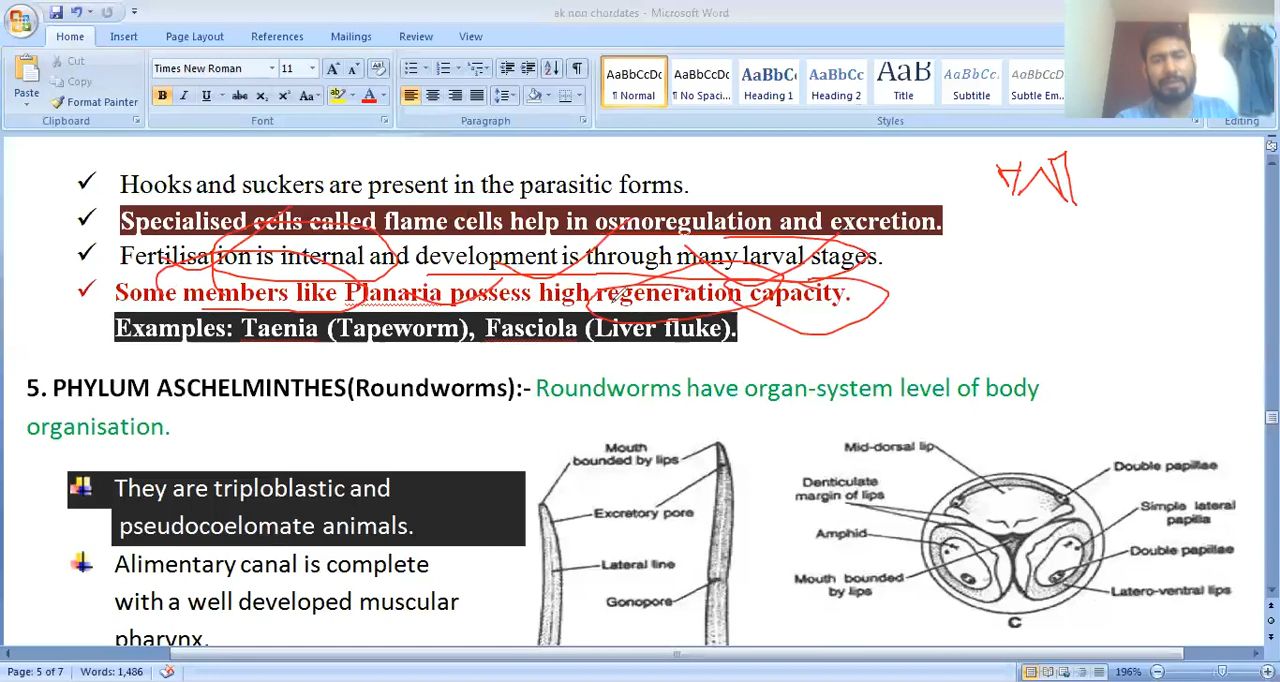 ak non chordates - Microsoft Word
Home Insert Page Layout References Mailings Review View
Paste
Cut
Copy
Format Painter
Clipboard
Times New Roman 11
B I U abc X₂ X² Aa
Font
Paragraph
AaBbCcDc AaBbCcDc AaBbC AaBbCc AaB AaBbCcL AaBbCcD
¶ Normal ¶ No Spaci... Heading 1 Heading 2 Title Subtitle Subtle Em...
Styles
Editing
✓ Hooks and suckers are present in the parasitic forms.
✓ Specialised cells called flame cells help in osmoregulation and excretion.
✓ Fertilisation is internal and development is through many larval stages.
✓ Some members like Planaria possess high regeneration capacity.
Examples: Taenia (Tapeworm), Fasciola (Liver fluke).
5. PHYLUM ASCHELMINTHES(Roundworms):- Roundworms have organ-system level of body
organisation.
They are triploblastic and
pseudocoelomate animals.
Alimentary canal is complete
with a well developed muscular
pharynx.
Mouth
bounded by lips
Excretory pore
Lateral line
Gonopore
Mid-dorsal lip
Denticulate
margin of lips
Amphid
Mouth bounded
by lips
Double papillae
Simple lateral
papilla
Double papillae
Latero-ventral lips
C
Page: 5 of 7 Words: 1,486 196%